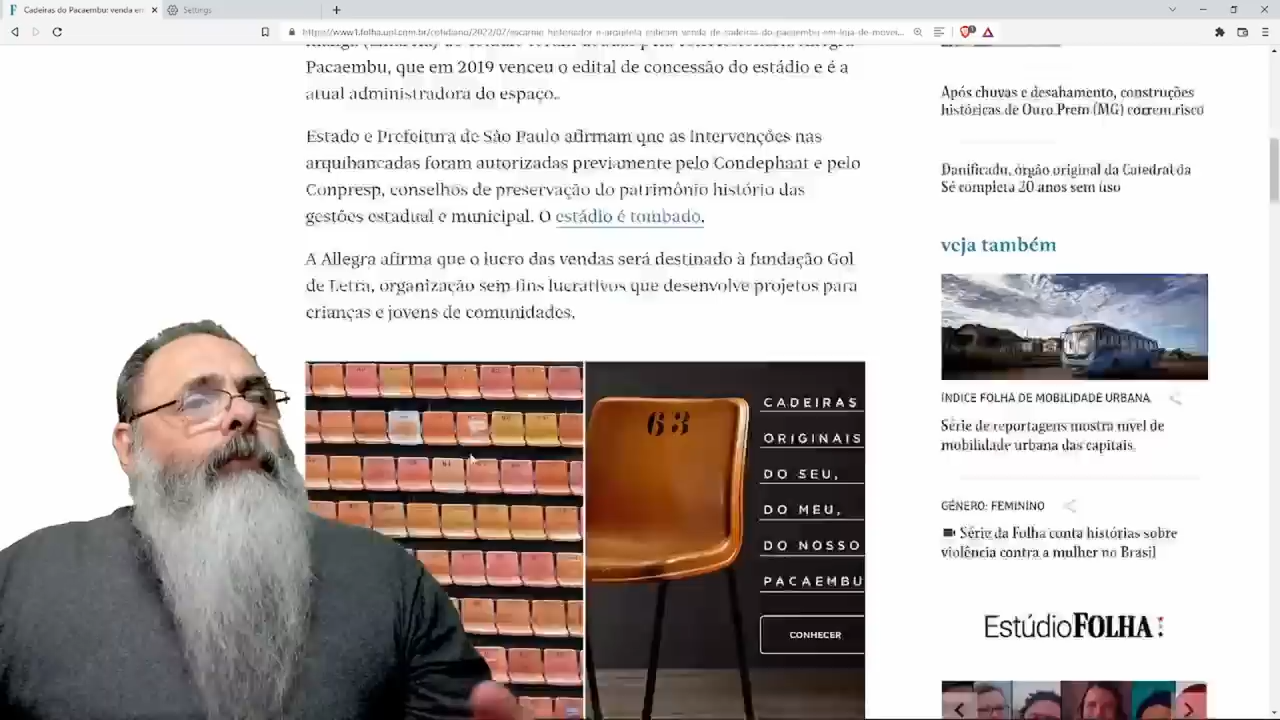 Cadeiras do Pacaembu: venda em
Settings
Pacaembu, que em 2019 venceu o edital de concessão do estádio e é a
atual administradora do espaço.
Estado e Prefeitura de São Paulo afirmam que as intervenções nas
arquibancadas foram autorizadas previamente pelo Condephaat e pelo
Conpresp, conselhos de preservação do patrimônio histório das
gestões estadual e municipal. O estádio é tombado.
A Allegra afirma que o lucro das vendas será destinado à fundação Gol
de Letra, organização sem fins lucrativos que desenvolve projetos para
crianças e jovens de comunidades.
63
CADEIRAS
ORIGINAIS
DO SEU,
DO MEU,
DO NOSSO
PACAEMBU
CONHECER
Após chuvas e desabamento, construções
históricas de Ouro Preto (MG) correm risco
Danificado, órgão original da Catedral da
Sé completa 20 anos sem uso
veja também
ÍNDICE FOLHA DE MOBILIDADE URBANA
Série de reportagens mostra nível de
mobilidade urbana das capitais
GÊNERO: FEMININO
Série da Folha conta histórias sobre
violência contra a mulher no Brasil
EstúdioFOLHA: